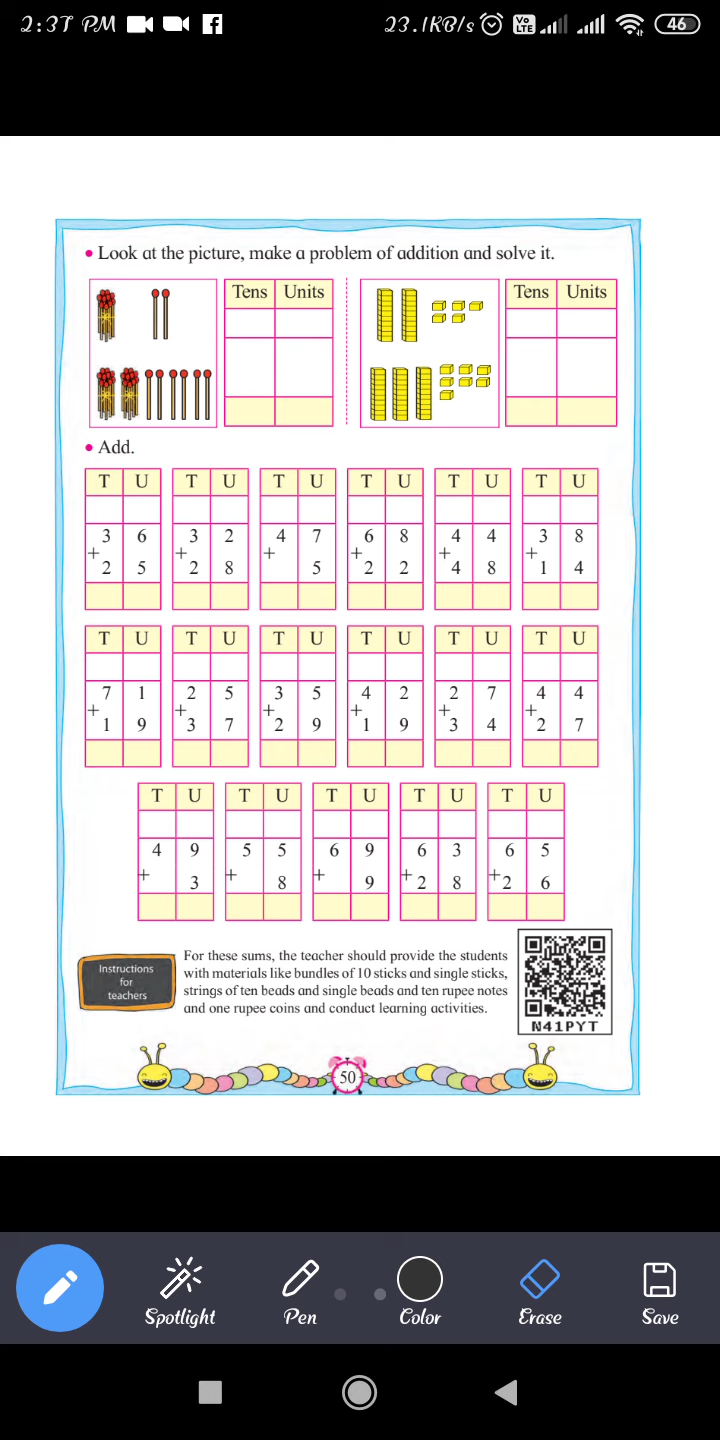 2:37 PM 23.1KB/s Vo LTE 46
• Look at the picture, make a problem of addition and solve it.
Tens Units Tens Units
• Add.
T U T U T U T U T U T U
3 6 3 2 4 7 6 8 4 4 3 8
+ + + + + +
2 5 2 8 5 2 2 4 8 1 4
T U T U T U T U T U T U
7 1 2 5 3 5 4 2 2 7 4 4
+ + + + + +
1 9 3 7 2 9 1 9 3 4 2 7
T U T U T U T U T U
4 9 5 5 6 9 6 3 6 5
+ + + + +
3 8 9 2 8 2 6
Instructions
for
teachers
For these sums, the teacher should provide the students
with materials like bundles of 10 sticks and single sticks,
strings of ten beads and single beads and ten rupee notes
and one rupee coins and conduct learning activities.
N41PYT
50
Spotlight Pen Color Erase Save